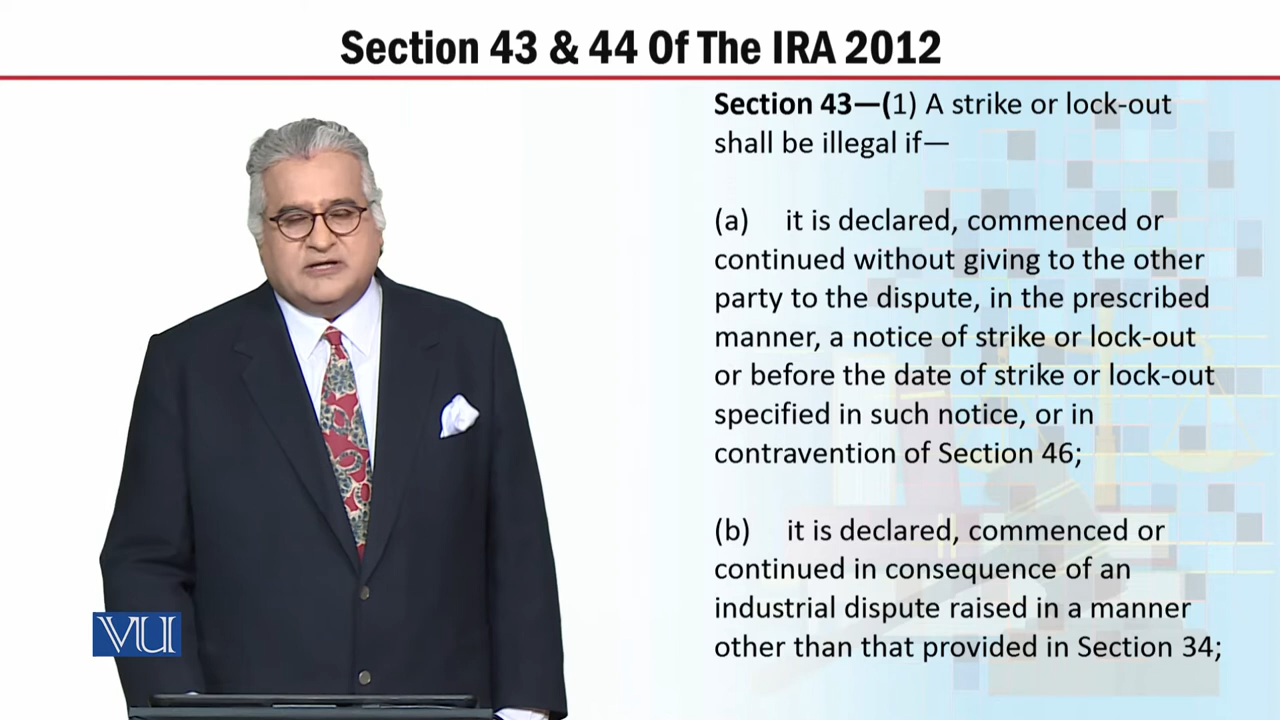 Section 43 & 44 Of The IRA 2012
Section 43—(1) A strike or lock-out
shall be illegal if—
(a) it is declared, commenced or
continued without giving to the other
party to the dispute, in the prescribed
manner, a notice of strike or lock-out
or before the date of strike or lock-out
specified in such notice, or in
contravention of Section 46;
(b) it is declared, commenced or
continued in consequence of an
industrial dispute raised in a manner
other than that provided in Section 34;
VU